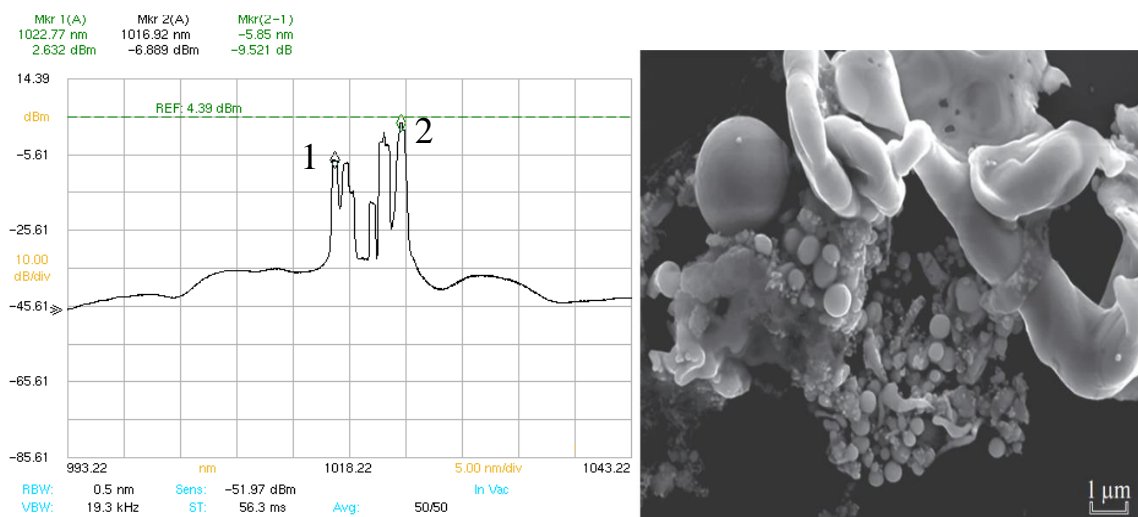 Mkr 1(A) Mkr 2(A) Mkr(2-1)
1022.77 nm 1016.92 nm -5.85 nm
2.632 dBm -6.889 dBm -9.521 dB
14.39
dBm
REF: 4.39 dBm
1
2
-5.61
-25.61
10.00
dB/div
-45.61
-65.61
-85.61
993.22 nm 1018.22 5.00 nm/div 1043.22
RBW: 0.5 nm Sens: -51.97 dBm In Vac
VBW: 19.3 kHz ST: 56.3 ms Avg: 50/50
1 μm